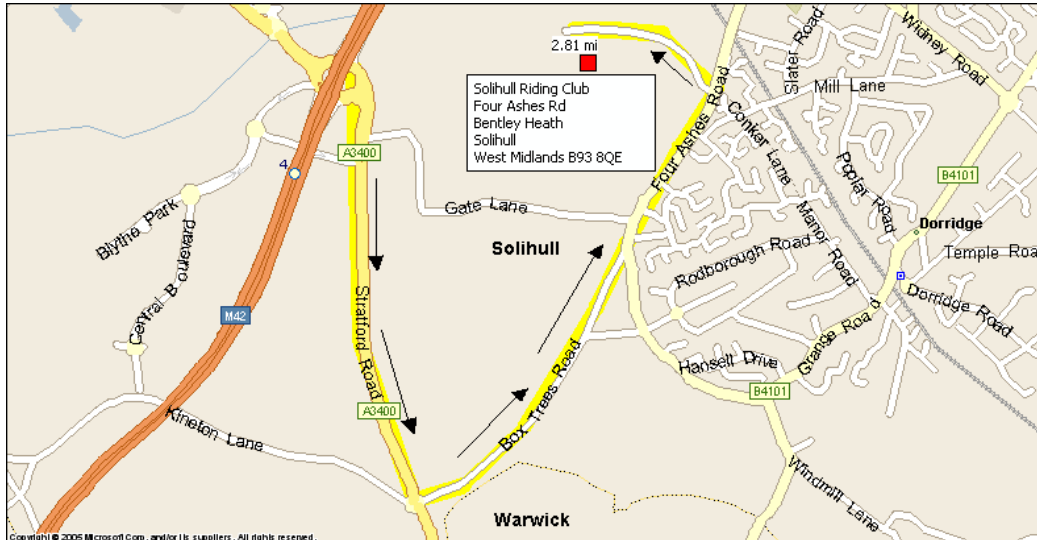 Widney Road
Slater Road
2.81 mi
Mill Lane
Solihull Riding Club
Four Ashes Rd
Bentley Heath
Solihull
West Midlands B93 8QE
Four Ashes Road
Conker Lane
A3400
4
Poplar Road
B4101
Blythe Park
Gate Lane
Manor Road
Dorridge
Solihull
Rodborough Road
Temple Roa
Central Boulevard
Stratford Road
Dorridge Road
M42
Grange Road
Hansell Drive
B4101
A3400
Kineton Lane
Box Trees Road
Windmill Lane
Warwick
Copyright © 2005 Microsoft Corp. and/or its suppliers. All rights reserved.